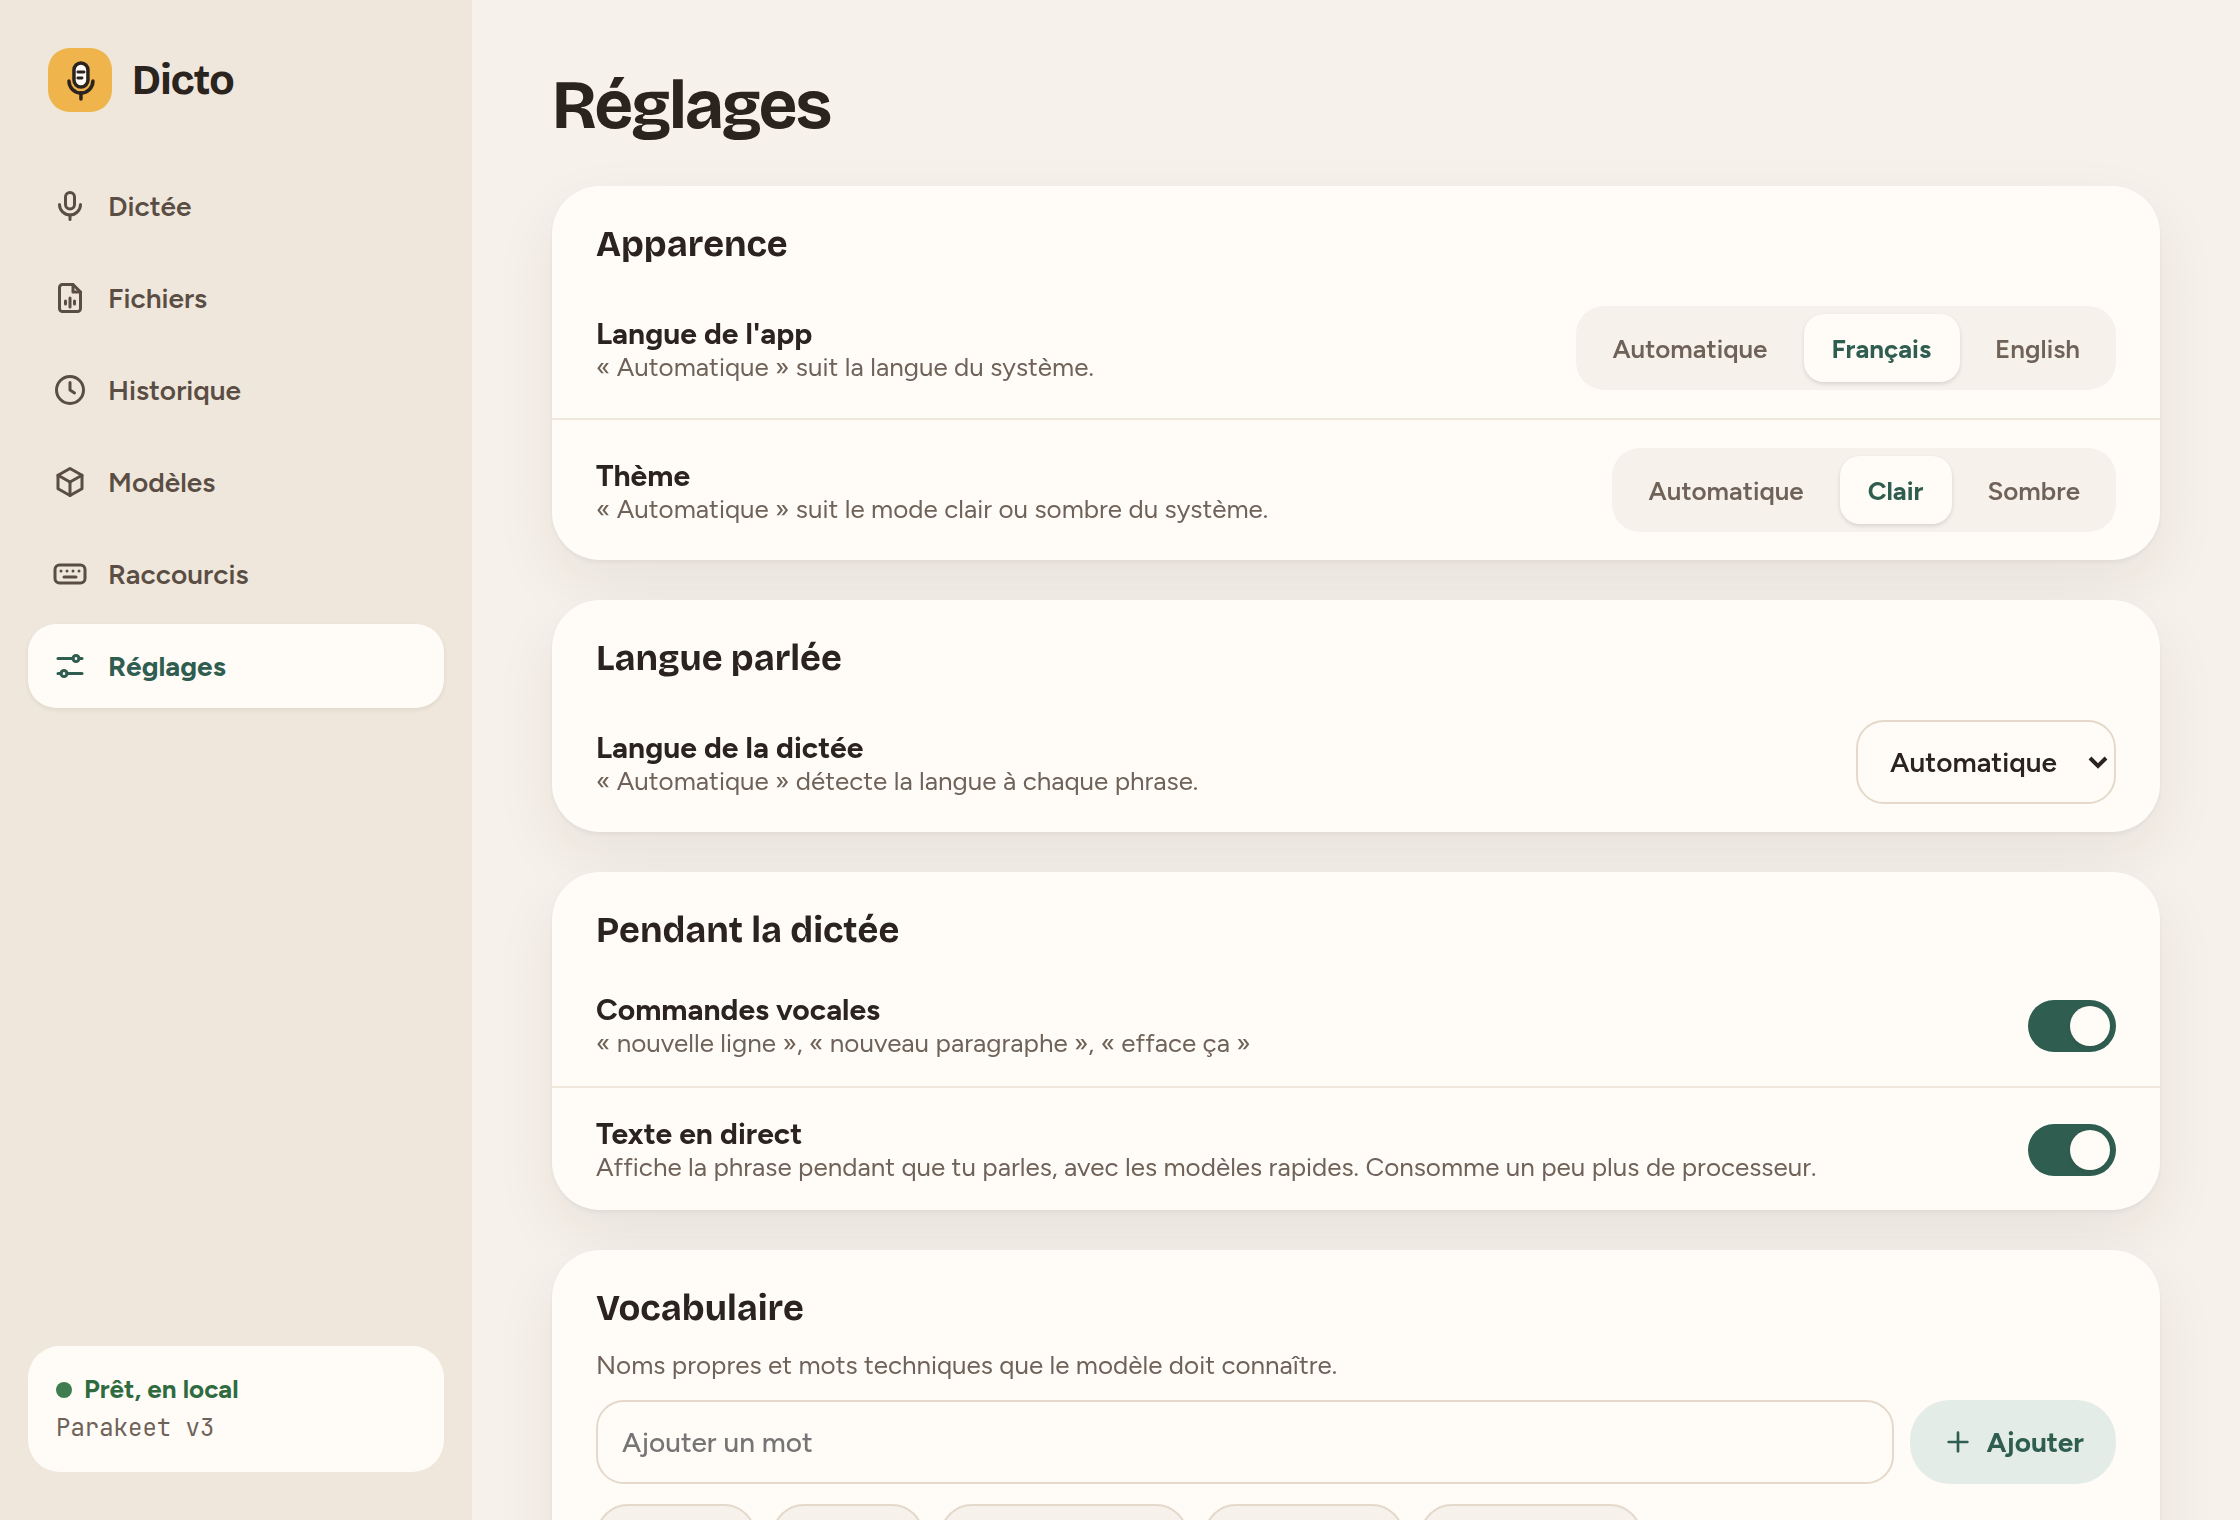 Dicto
Dictée
Fichiers
Historique
Modèles
Raccourcis
Réglages
Prêt, en local
Parakeet v3
Réglages
Apparence
Langue de l'app
« Automatique » suit la langue du système.
Automatique Français English
Thème
« Automatique » suit le mode clair ou sombre du système.
Automatique Clair Sombre
Langue parlée
Langue de la dictée
« Automatique » détecte la langue à chaque phrase.
Automatique
Pendant la dictée
Commandes vocales
« nouvelle ligne », « nouveau paragraphe », « efface ça »
Texte en direct
Affiche la phrase pendant que tu parles, avec les modèles rapides. Consomme un peu plus de processeur.
Vocabulaire
Noms propres et mots techniques que le modèle doit connaître.
Ajouter un mot
Ajouter